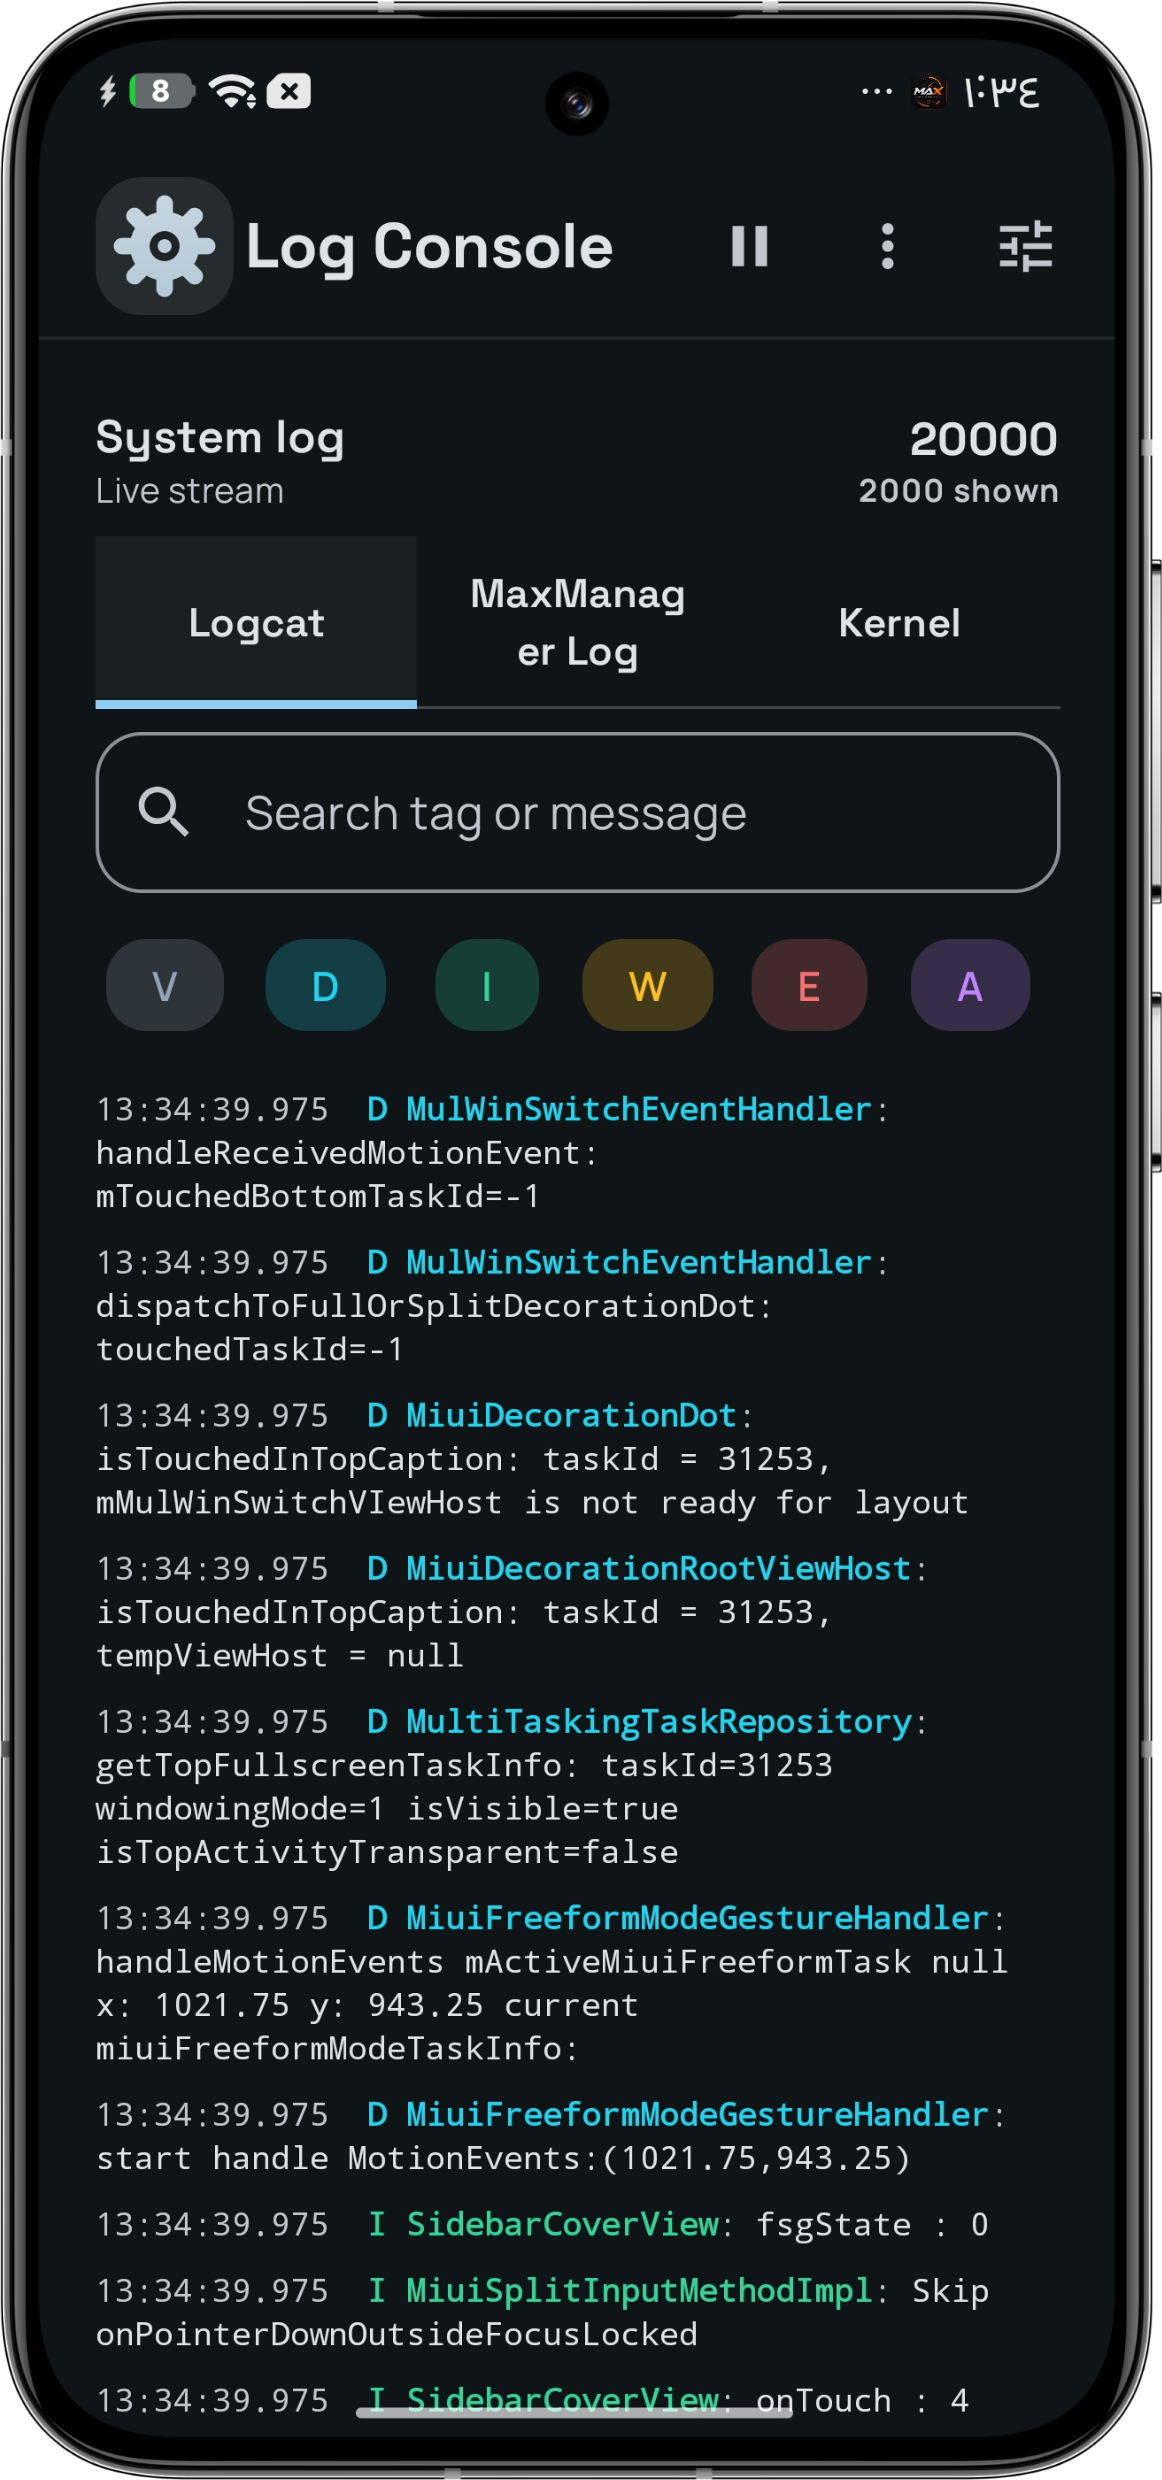 8
... MAX ١:٣٤
Log Console
System log
20000
Live stream
2000 shown
Logcat
MaxManag
er Log
Kernel
Search tag or message
V D I W E A
13:34:39.975 D MulWinSwitchEventHandler:
handleReceivedMotionEvent:
mTouchedBottomTaskId=-1
13:34:39.975 D MulWinSwitchEventHandler:
dispatchToFullOrSplitDecorationDot:
touchedTaskId=-1
13:34:39.975 D MiuiDecorationDot:
isTouchedInTopCaption: taskId = 31253,
mMulWinSwitchVIewHost is not ready for layout
13:34:39.975 D MiuiDecorationRootViewHost:
isTouchedInTopCaption: taskId = 31253,
tempViewHost = null
13:34:39.975 D MultiTaskingTaskRepository:
getTopFullscreenTaskInfo: taskId=31253
windowingMode=1 isVisible=true
isTopActivityTransparent=false
13:34:39.975 D MiuiFreeformModeGestureHandler:
handleMotionEvents mActiveMiuiFreeformTask null
x: 1021.75 y: 943.25 current
miuiFreeformModeTaskInfo:
13:34:39.975 D MiuiFreeformModeGestureHandler:
start handle MotionEvents:(1021.75,943.25)
13:34:39.975 I SidebarCoverView: fsgState : 0
13:34:39.975 I MiuiSplitInputMethodImpl: Skip
onPointerDownOutsideFocusLocked
13:34:39.975 I SidebarCoverView: onTouch : 4